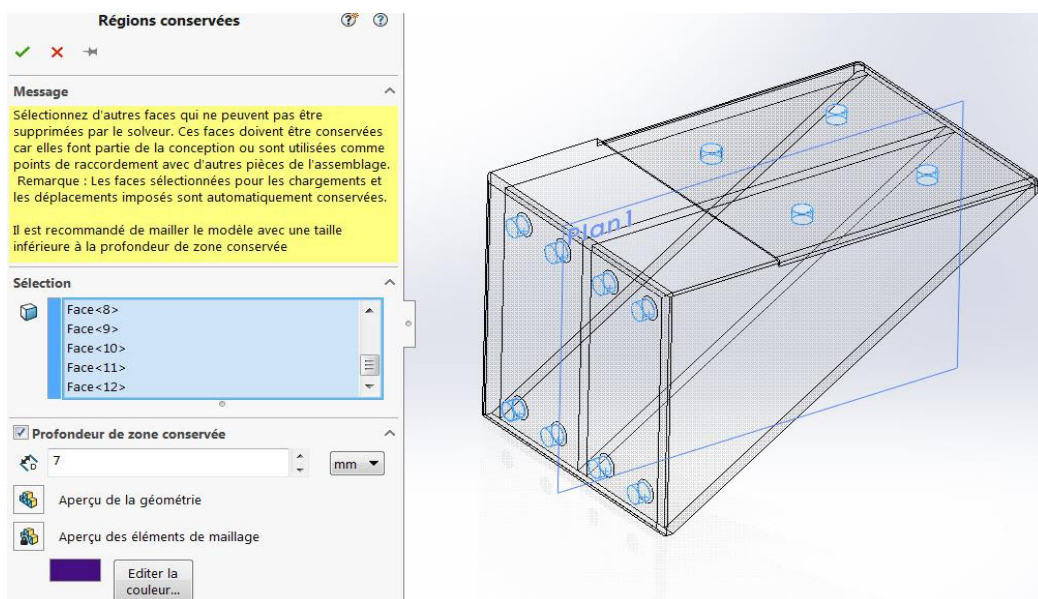 Régions conservées
Message
Sélectionnez d'autres faces qui ne peuvent pas être
supprimées par le solveur. Ces faces doivent être conservées
car elles font partie de la conception ou sont utilisées comme
points de raccordement avec d'autres pièces de l'assemblage.
Remarque : Les faces sélectionnées pour les chargements et
les déplacements imposés sont automatiquement conservées.
Il est recommandé de mailler le modèle avec une taille
inférieure à la profondeur de zone conservée
Sélection
Face<8>
Face<9>
Face<10>
Face<11>
Face<12>
Profondeur de zone conservée
7
mm
Aperçu de la géométrie
Aperçu des éléments de maillage
Editer la
couleur...
Plan1